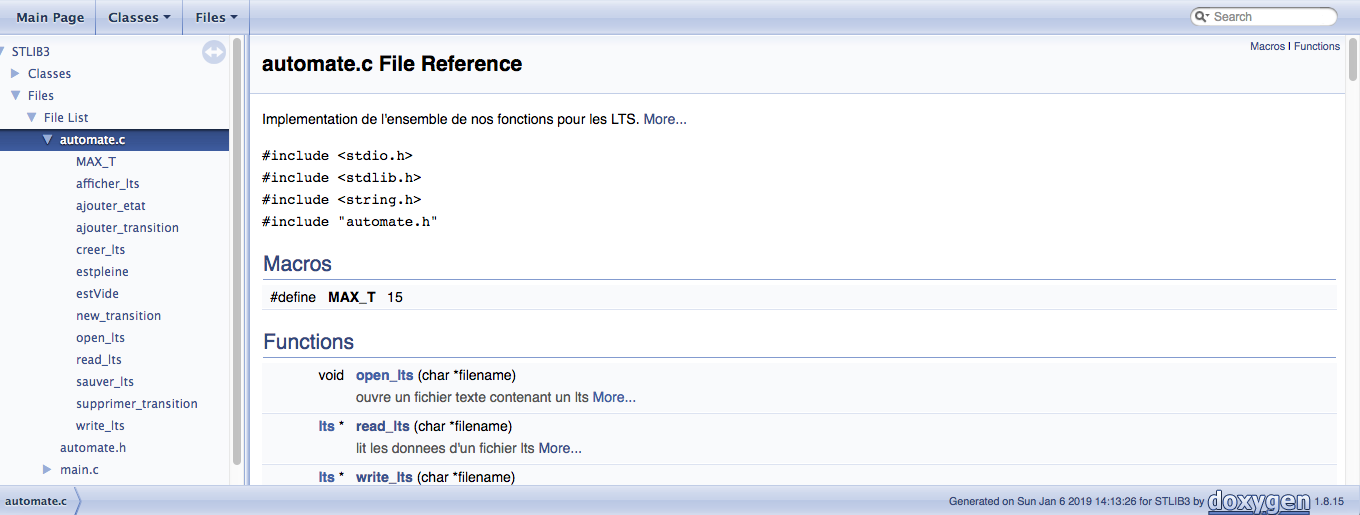 Main Page Classes Files Search
STLIB3
Classes
Files
File List
automate.c
MAX_T
afficher_lts
ajouter_etat
ajouter_transition
creer_lts
estpleine
estVide
new_transition
open_lts
read_lts
sauver_lts
supprimer_transition
write_lts
automate.h
main.c
Macros | Functions
automate.c File Reference
Implementation de l'ensemble de nos fonctions pour les LTS. More...
#include <stdio.h>
#include <stdlib.h>
#include <string.h>
#include "automate.h"
Macros
#define MAX_T 15
Functions
void open_lts (char *filename)
ouvre un fichier texte contenant un lts More...
lts * read_lts (char *filename)
lit les donnees d'un fichier lts More...
lts * write_lts (char *filename)
automate.c
Generated on Sun Jan 6 2019 14:13:26 for STLIB3 by doxygen 1.8.15